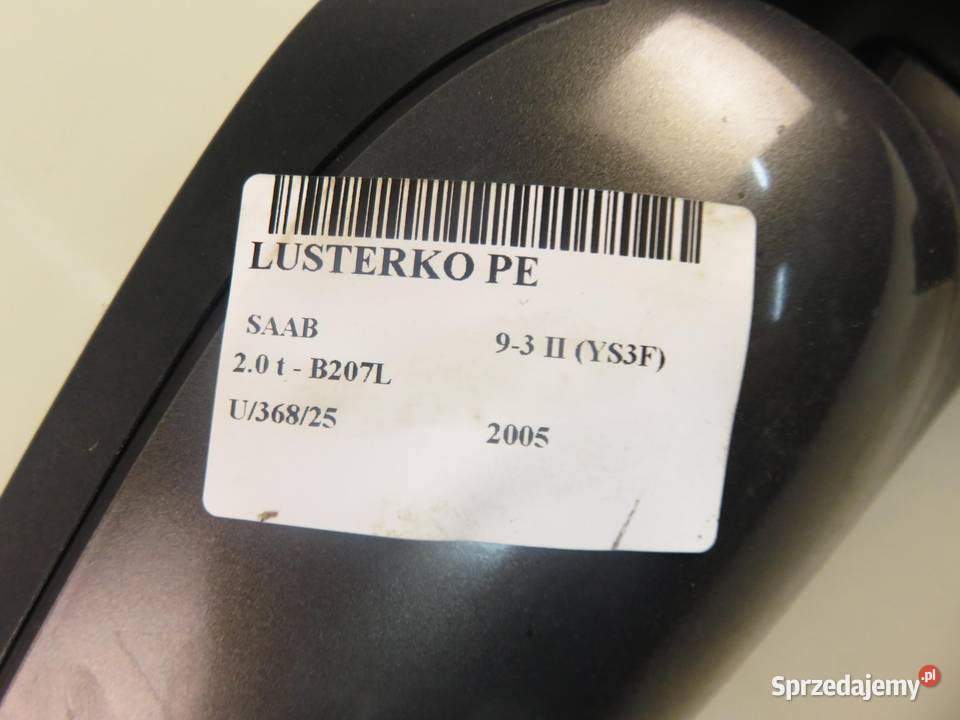 LUSTERKO PE
SAAB 9-3 II (YS3F)
2.0 t - B207L
U/368/25 2005
Sprzedajemy.pl